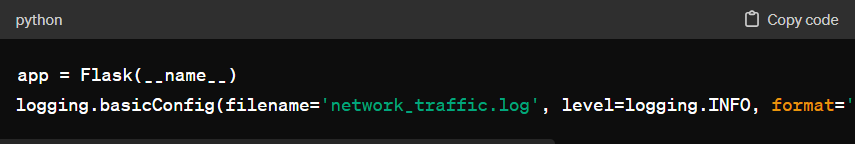 python Copy code
app = Flask(__name__)
logging.basicConfig(filename='network_traffic.log', level=logging.INFO, format='